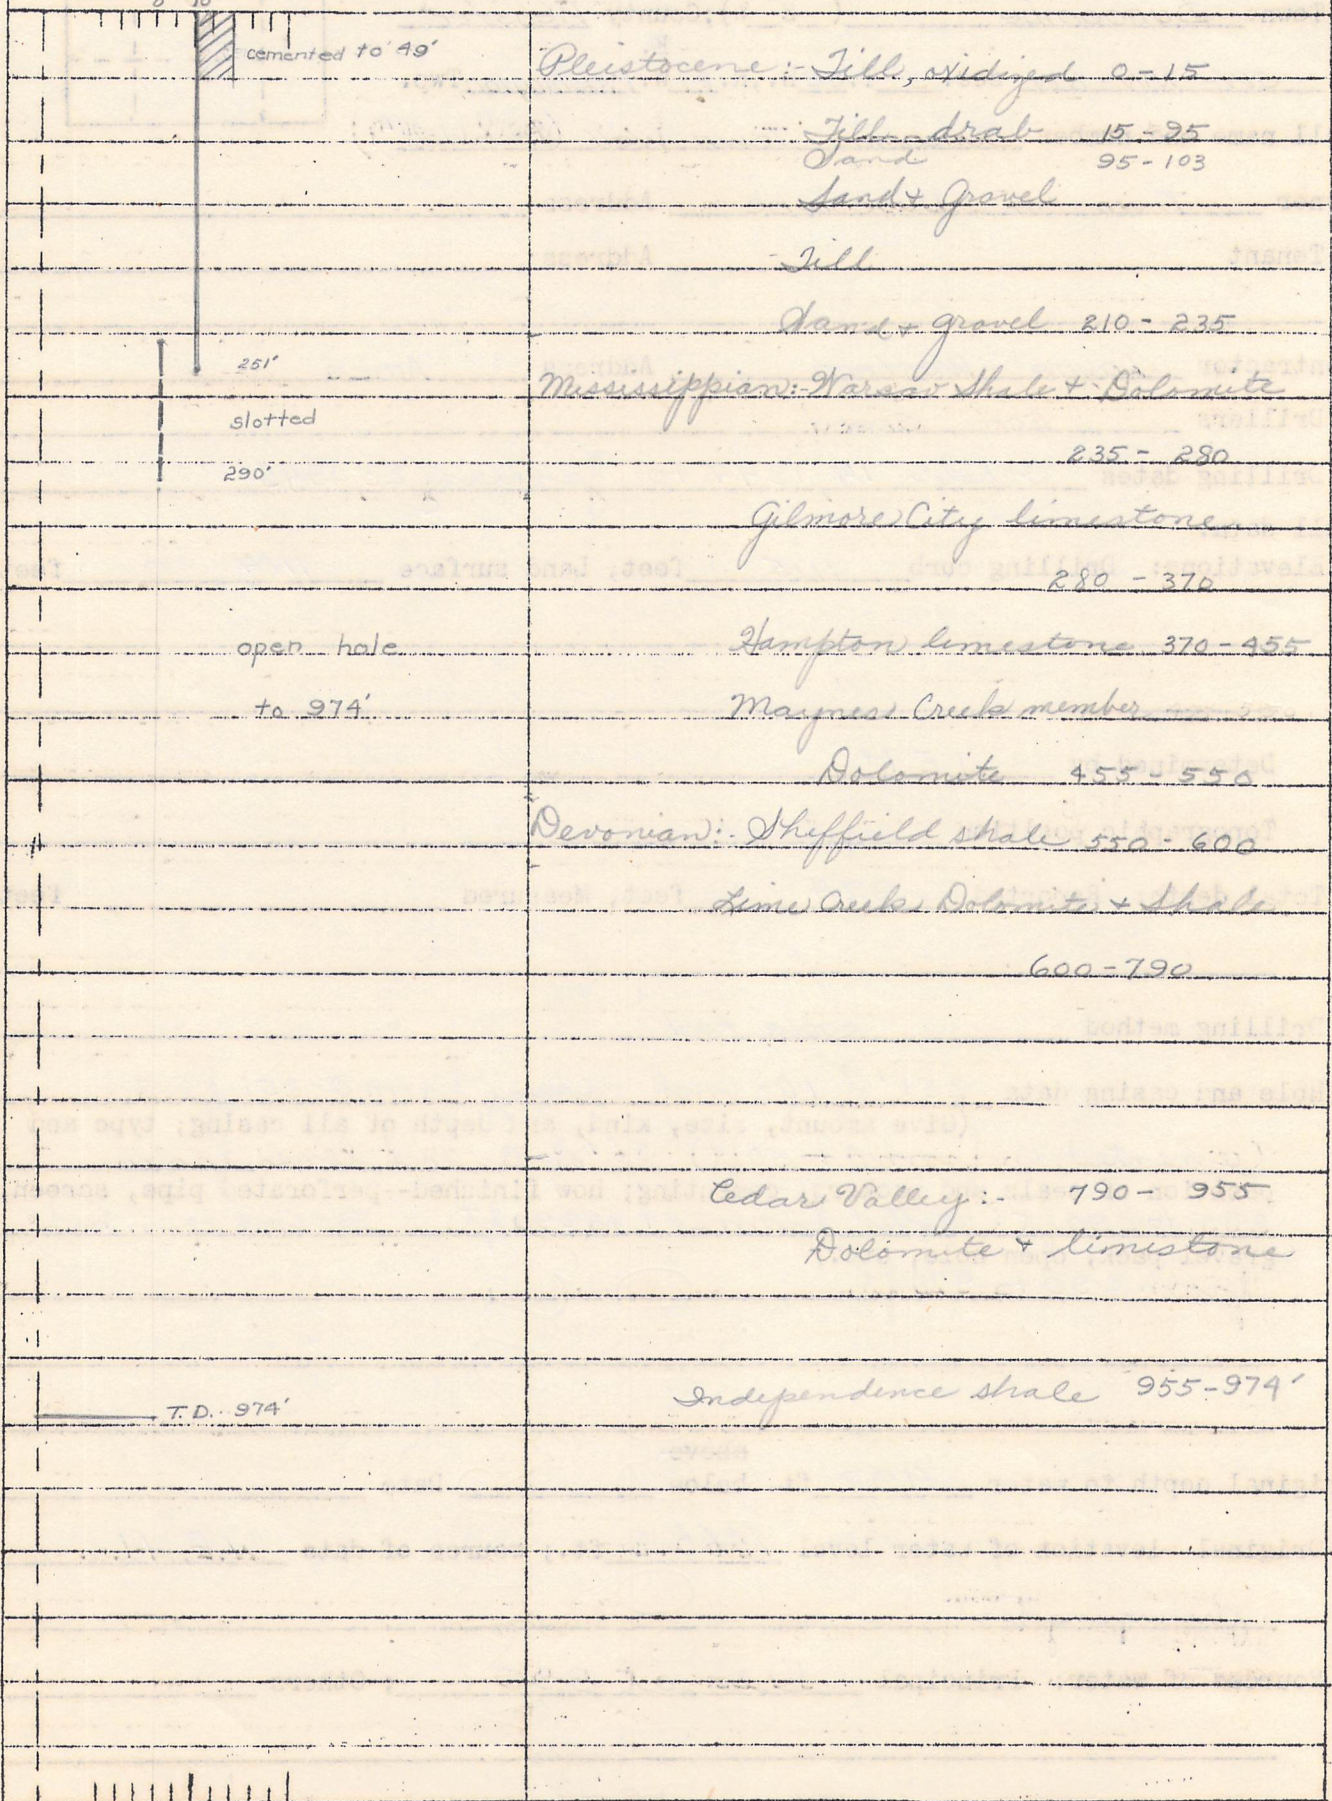 cemented to 49'
Pleistocene:- Till, oxidized 0-15
Till - drab 15-95
Sand 95-103
Sand + Gravel
Till
Sand + gravel 210 - 235
251'
Mississippian:- Warsaw Shale + Dolomite
slotted
235 - 280
290'
Gilmore City limestone
280 - 370
open hole
Hampton limestone 370-455
to 974'
Maynes Creek member
Dolomite 455-550
Devonian:- Sheffield shale 550-600
Lime Creek Dolomite + Shale
600-790
Cedar Valley:- 790- 955
Dolomite + limestone
Independence shale 955-974'
T.D. 974'